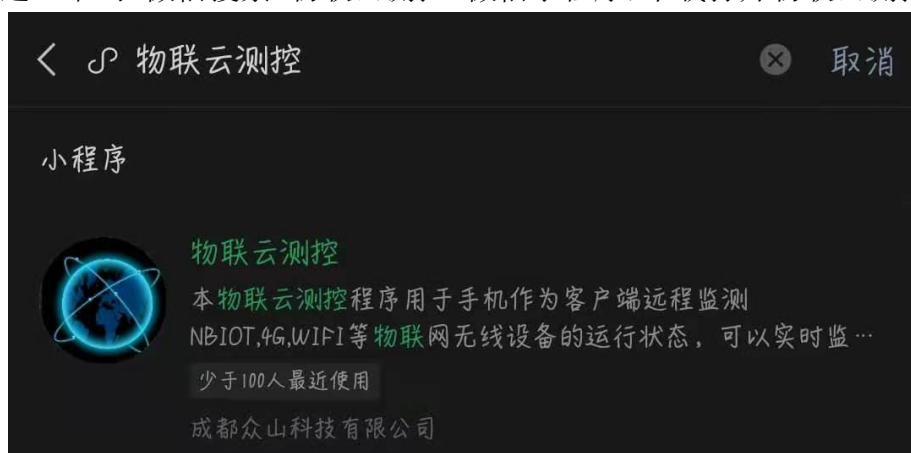 物联云测控
取消
小程序
物联云测控
本物联云测控程序用于手机作为客户端远程监测
NBIOT,4G,WIFI等物联网无线设备的运行状态，可以实时监…
少于100人最近使用
成都众山科技有限公司